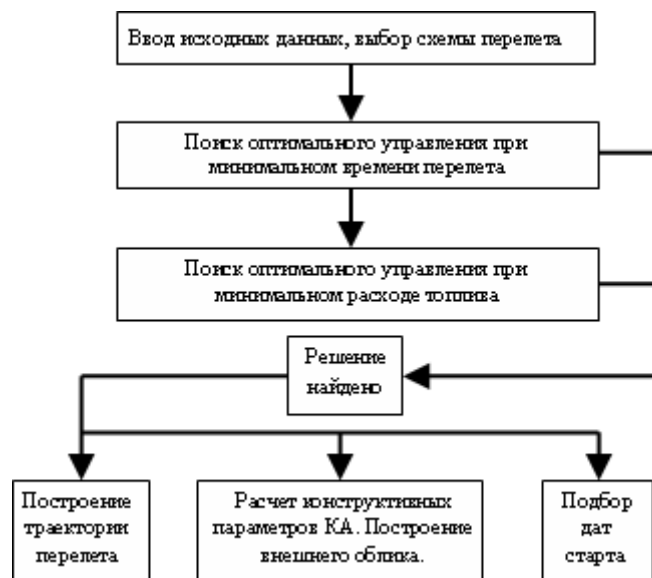 Ввод исходных данных, выбор схемы перелета
Поиск оптимального управления при
минимальном времени перелета
Поиск оптимального управления при
минимальном расходе топлива
Решение
найдено
Построение
траектории
перелета
Расчет конструктивных
параметров КА. Построение
внешнего облика.
Подбор
дат
старта